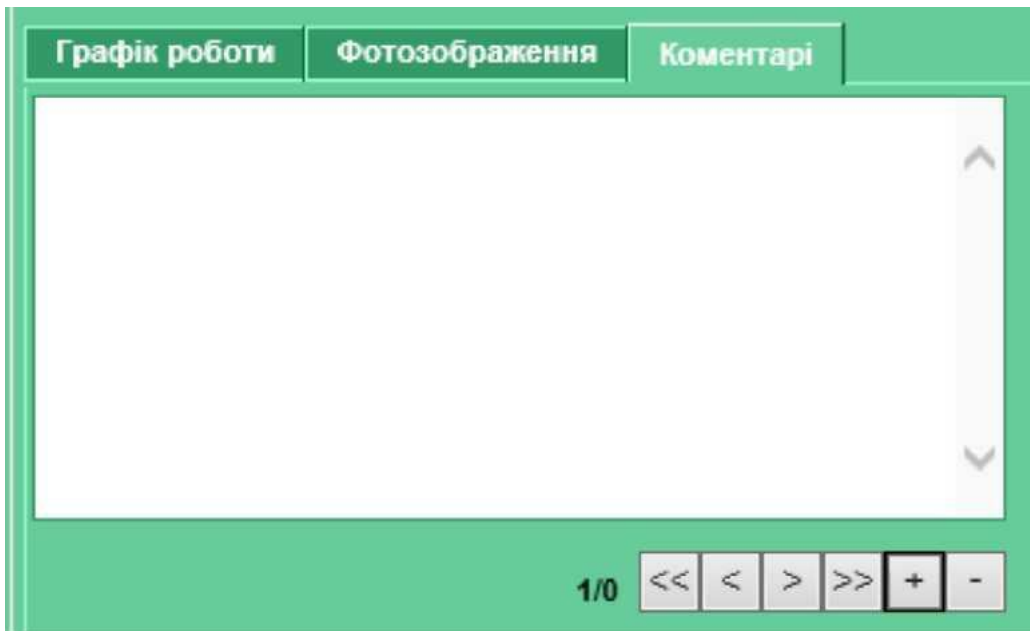 Графік роботи Фотозображення Коментарі
1/0 << < > >> + -